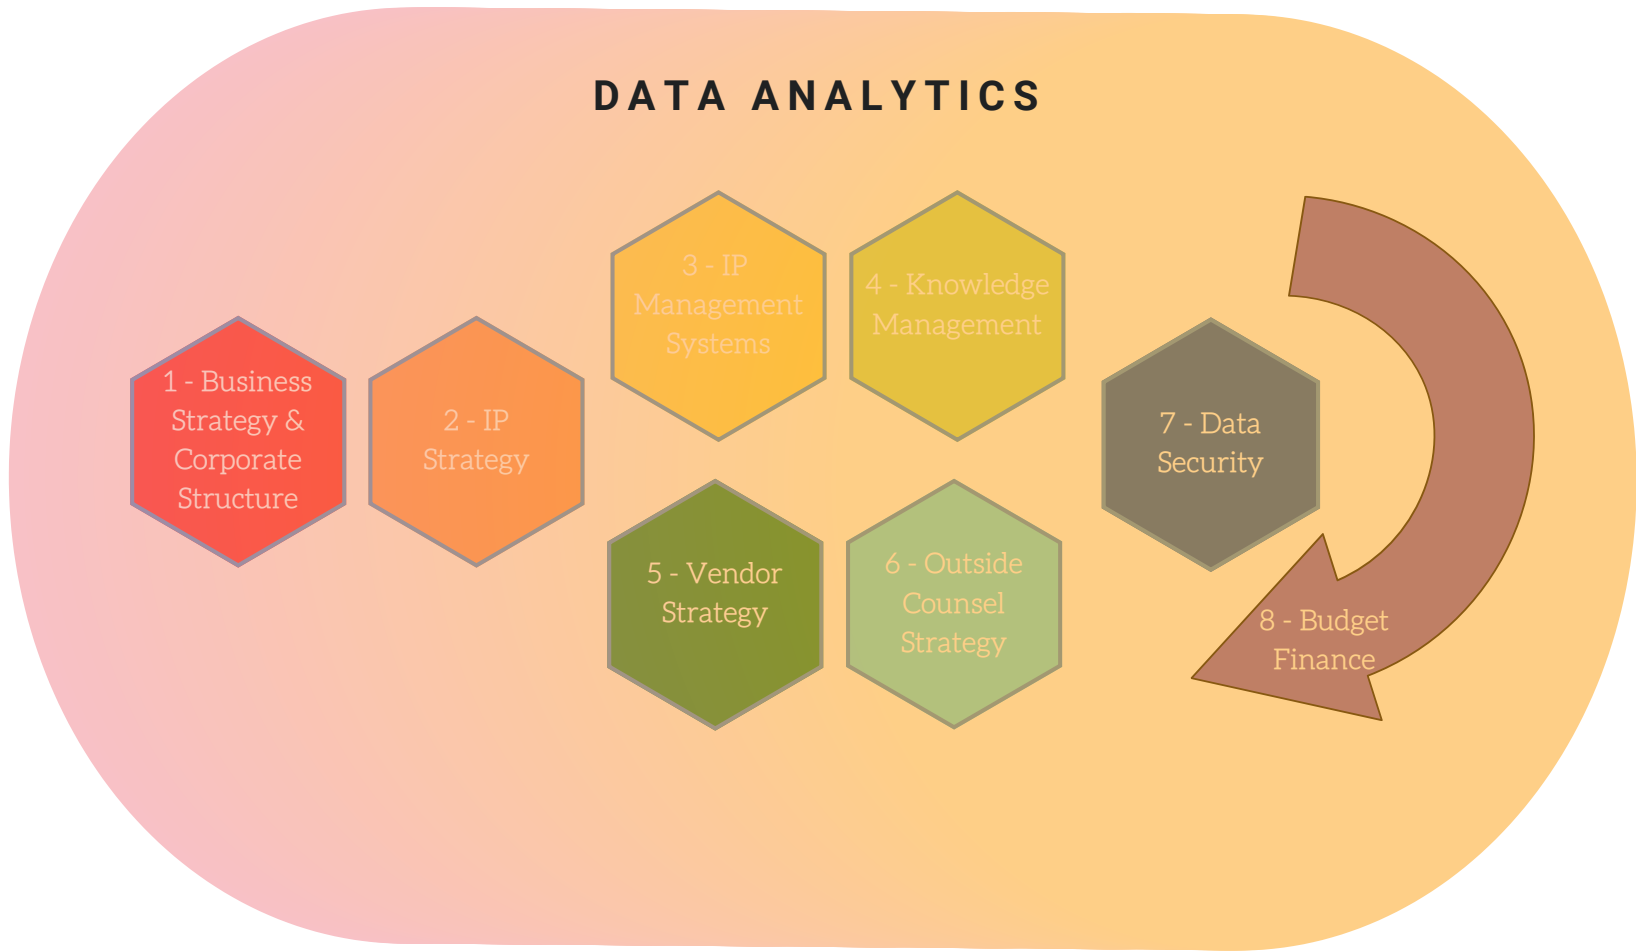 DATA ANALYTICS
1 - Business
Strategy &
Corporate
Structure
2 - IP
Strategy
3 - IP
Management
Systems
4 - Knowledge
Management
5 - Vendor
Strategy
6 - Outside
Counsel
Strategy
7 - Data
Security
8 - Budget
Finance